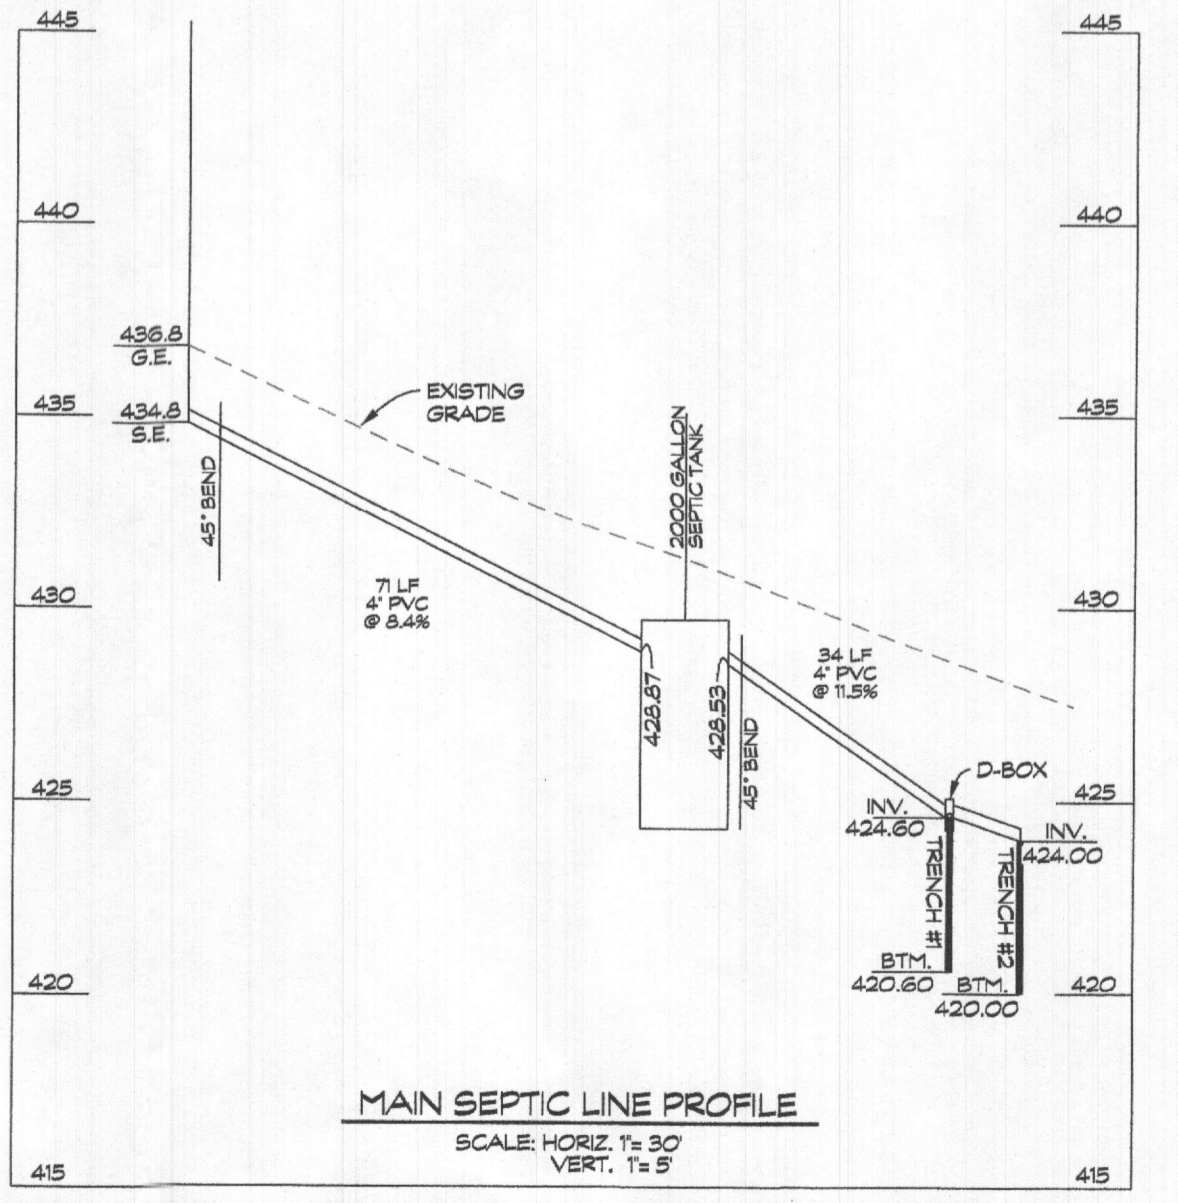 445
445
440
440
436.8
G.E.
EXISTING
GRADE
435
434.8
S.E.
435
2000 GALLON
SEPTIC TANK
45° BEND
71 LF
4" PVC
@ 8.4%
430
430
34 LF
4" PVC
@ 11.5%
428.87
428.53
45° BEND
D-BOX
425
425
INV.
424.60
INV.
424.00
TRENCH #1
TRENCH #2
BTM.
420.60
BTM.
420.00
420
420
MAIN SEPTIC LINE PROFILE
SCALE: HORIZ. 1"= 30'
VERT. 1"= 5'
415
415